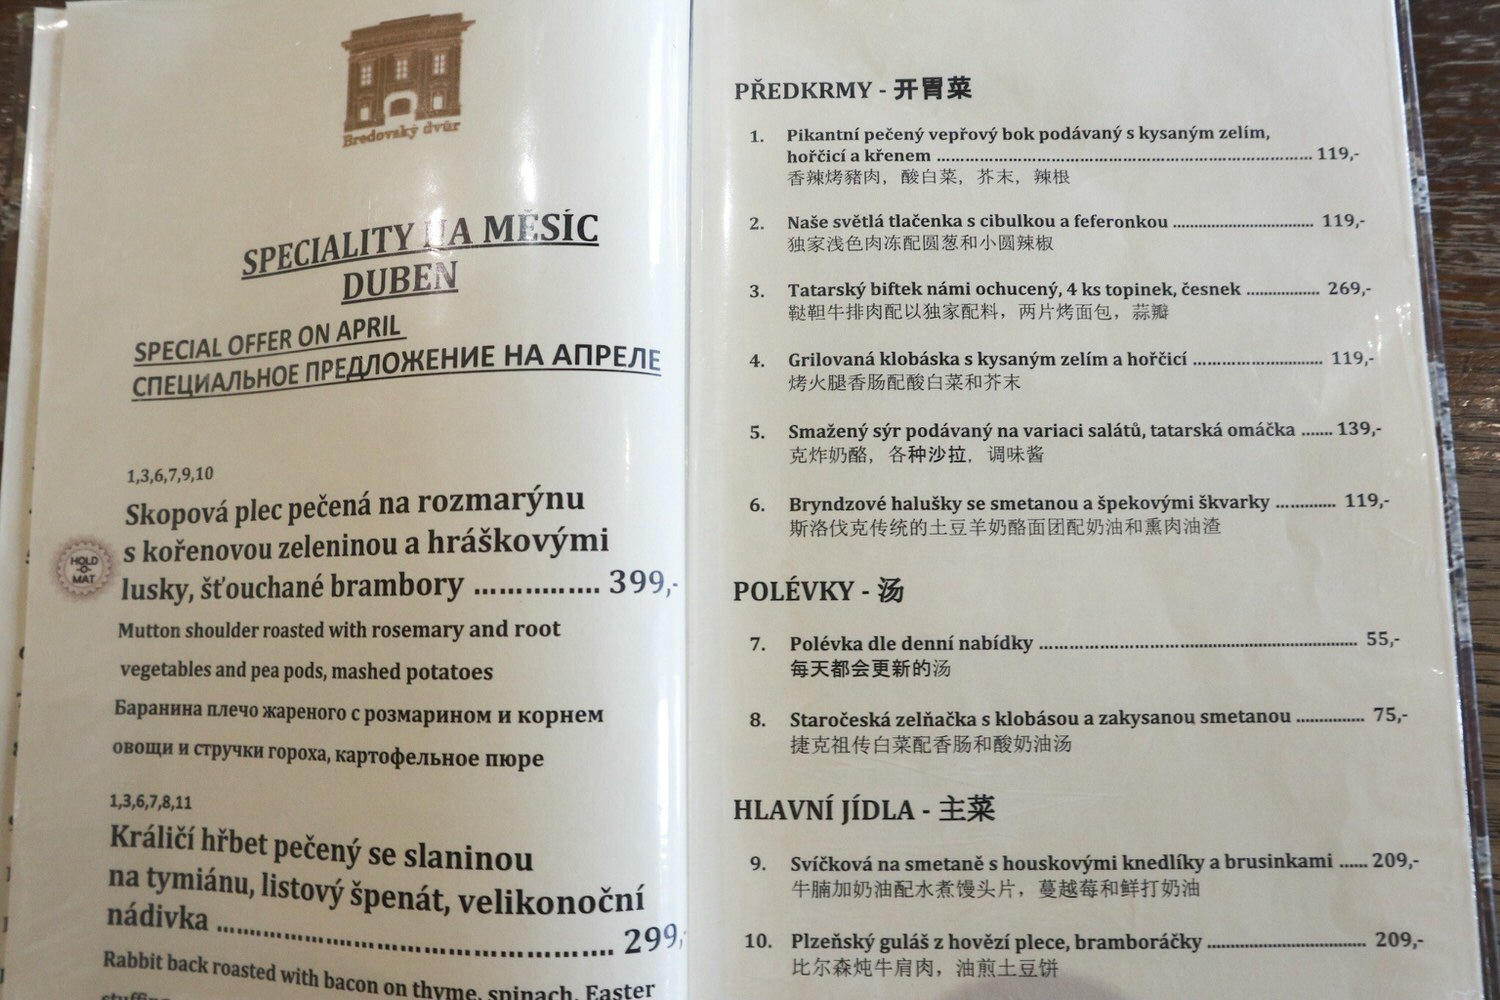 Bredovský dvůr
SPECIALITY NA MĚSÍC
DUBEN
SPECIAL OFFER ON APRIL
СПЕЦИАЛЬНОЕ ПРЕДЛОЖЕНИЕ НА АПРЕЛЕ
1,3,6,7,9,10
Skopová plec pečená na rozmarýnu
s kořenovou zeleninou a hráškovými
lusky, šťouchané brambory ................ 399,-
HOLD
-O-
MAT
Mutton shoulder roasted with rosemary and root
vegetables and pea pods, mashed potatoes
Баранина плечо жареного с розмарином и корнем
овощи и стручки гороха, картофельное пюре
1,3,6,7,8,11
Králičí hřbet pečený se slaninou
na tymiánu, listový špenát, velikonoční
nádivka ................................................ 299,-
Rabbit back roasted with bacon on thyme, spinach, Easter
stuffing
PŘEDKRMY - 开胃菜
1. Pikantní pečený vepřový bok podávaný s kysaným zelím,
hořčicí a křenem ........................................................................ 119,-
香辣烤豬肉，酸白菜，芥末，辣根
2. Naše světlá tlačenka s cibulkou a feferonkou ............................ 119,-
独家浅色肉冻配圆葱和小圆辣椒
3. Tatarský biftek námi ochucený, 4 ks topinek, česnek ............... 269,-
鞑靼牛排肉配以独家配料，两片烤面包，蒜瓣
4. Grilovaná klobáska s kysaným zelím a hořčicí ......................... 119,-
烤火腿香肠配酸白菜和芥末
5. Smažený sýr podávaný na variaci salátů, tatarská omáčka ....... 139,-
克炸奶酪，各种沙拉，调味酱
6. Bryndzové halušky se smetanou a špekovými škvarky ............ 119,-
斯洛伐克传统的土豆羊奶酪面团配奶油和熏肉油渣
POLÉVKY - 汤
7. Polévka dle denní nabídky ............................................................ 55,-
每天都会更新的汤
8. Staročeská zelňačka s klobásou a zakysanou smetanou .............. 75,-
捷克祖传白菜配香肠和酸奶油汤
HLAVNÍ JÍDLA - 主菜
9. Svíčková na smetaně s houskovými knedlíky a brusinkami ...... 209,-
牛腩加奶油配水煮馒头片，蔓越莓和鲜打奶油
10. Plzeňský guláš z hovězí plece, bramboráčky ............................... 209,-
比尔森炖牛肩肉，油煎土豆饼